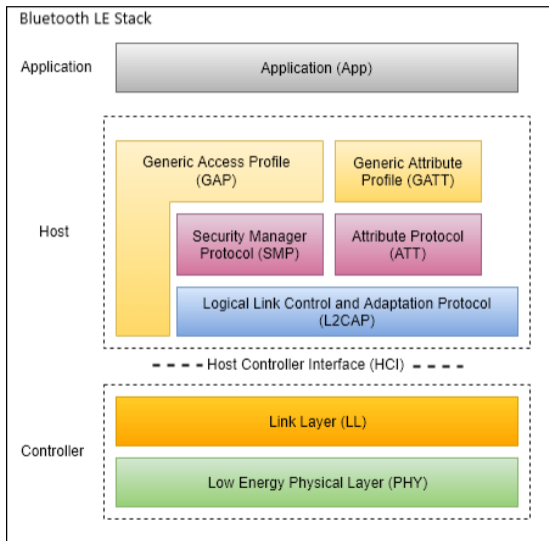 Bluetooth LE Stack
Application
Application (App)
Host
Generic Access Profile
(GAP)
Generic Attribute
Profile (GATT)
Security Manager
Protocol (SMP)
Attribute Protocol
(ATT)
Logical Link Control and Adaptation Protocol
(L2CAP)
Host Controller Interface (HCI)
Controller
Link Layer (LL)
Low Energy Physical Layer (PHY)